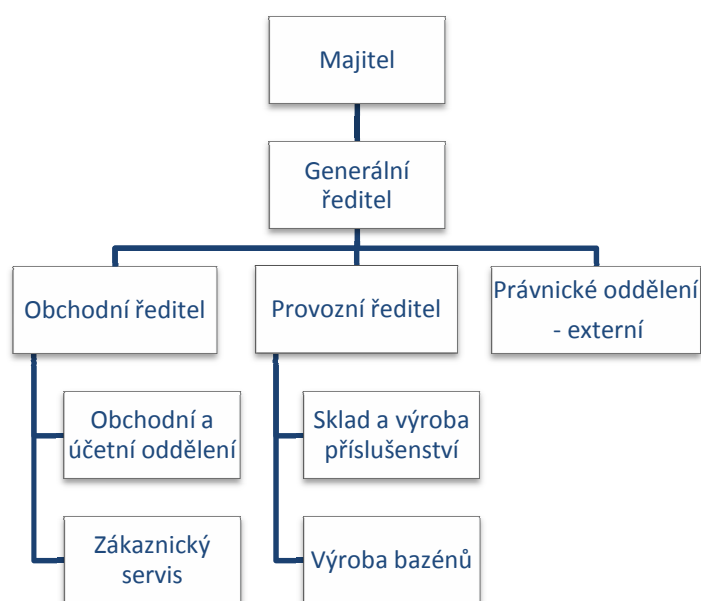 Majitel
Generální
ředitel
Obchodní ředitel
Provozní ředitel
Právnické oddělení
- externí
Obchodní a
účetní oddělení
Sklad a výroba
příslušenství
Zákaznický
servis
Výroba bazénů